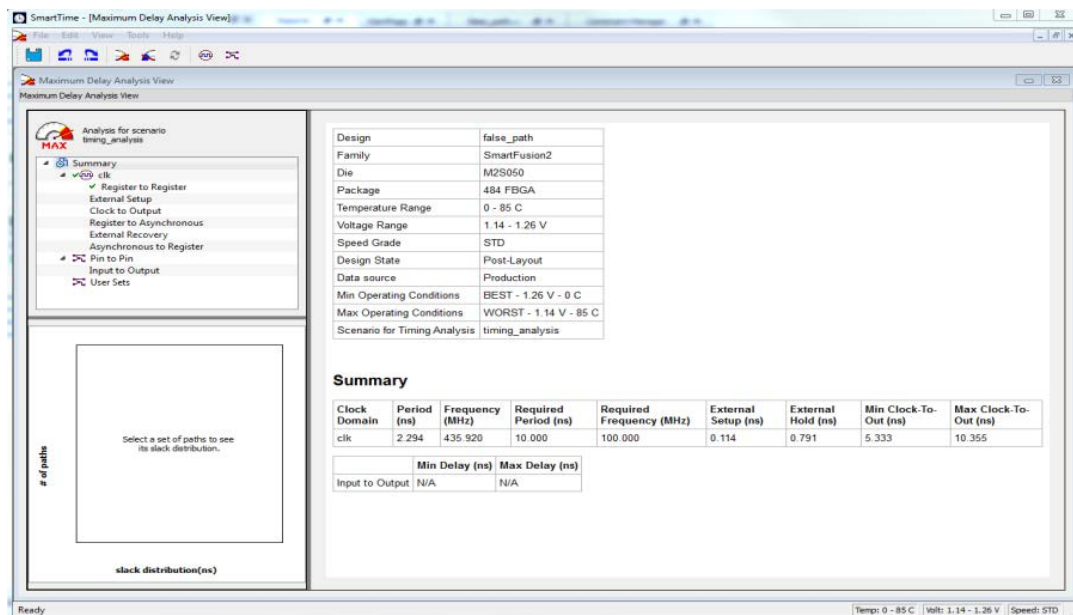 SmartTime - [Maximum Delay Analysis View]
File Edit View Tools Help
Maximum Delay Analysis View
Maximum Delay Analysis View
MAX
Analysis for scenario
timing_analysis
Summary
clk
Register to Register
External Setup
Clock to Output
Register to Asynchronous
External Recovery
Asynchronous to Register
Pin to Pin
Input to Output
User Sets
# of paths
Select a set of paths to see
its slack distribution.
slack distribution(ns)
Design false_path
Family SmartFusion2
Die M2S050
Package 484 FBGA
Temperature Range 0 - 85 C
Voltage Range 1.14 - 1.26 V
Speed Grade STD
Design State Post-Layout
Data source Production
Min Operating Conditions BEST - 1.26 V - 0 C
Max Operating Conditions WORST - 1.14 V - 85 C
Scenario for Timing Analysis timing_analysis
Summary
Clock Period Frequency Required Required External External Min Clock-To- Max Clock-To-
Domain (ns) (MHz) Period (ns) Frequency (MHz) Setup (ns) Hold (ns) Out (ns) Out (ns)
clk 2.294 435.920 10.000 100.000 0.114 0.791 5.333 10.355
Min Delay (ns) Max Delay (ns)
Input to Output N/A N/A
Ready Temp: 0 - 85 C Volt: 1.14 - 1.26 V Speed: STD